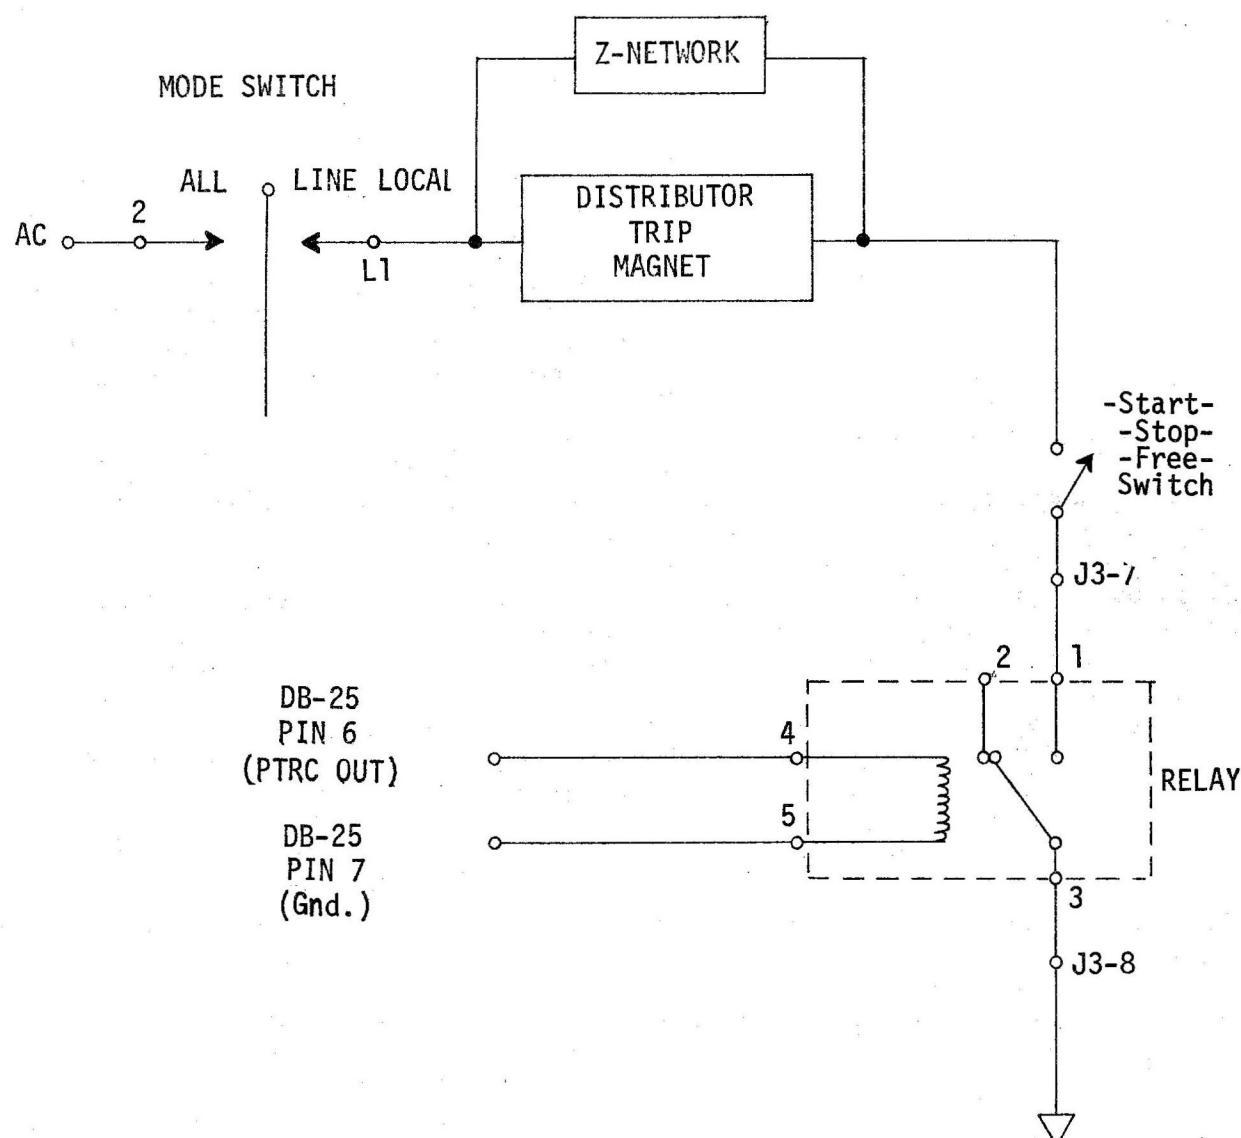 Z-NETWORK
MODE SWITCH
ALL
LINE LOCAL
AC
2
L1
DISTRIBUTOR
TRIP
MAGNET
-Start-
-Stop-
-Free-
Switch
J3-7
2
1
DB-25
PIN 6
(PTRC OUT)
4
RELAY
DB-25
PIN 7
(Gnd.)
5
3
J3-8